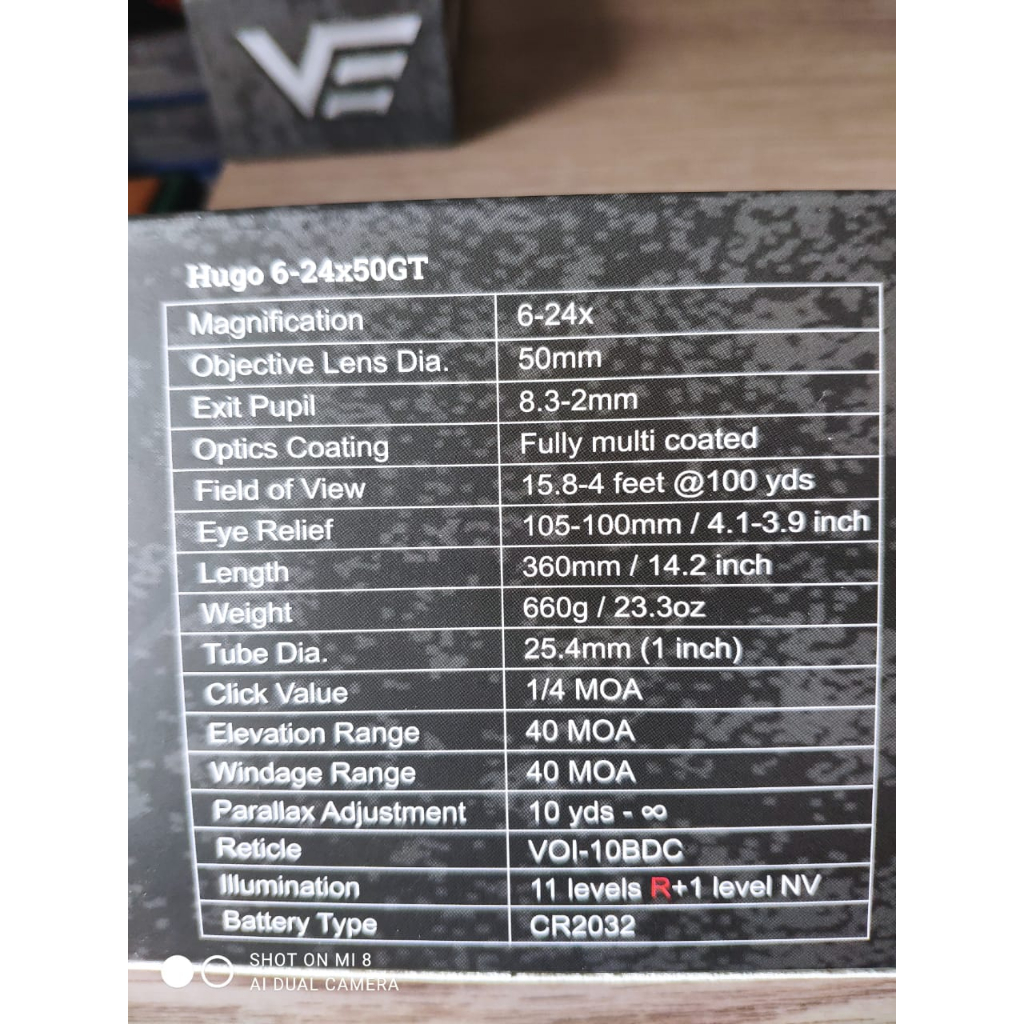 VE
Hugo 6-24x50GT
Magnification 6-24x
Objective Lens Dia. 50mm
Exit Pupil 8.3-2mm
Optics Coating Fully multi coated
Field of View 15.8-4 feet @100 yds
Eye Relief 105-100mm / 4.1-3.9 inch
Length 360mm / 14.2 inch
Weight 660g / 23.3oz
Tube Dia. 25.4mm (1 inch)
Click Value 1/4 MOA
Elevation Range 40 MOA
Windage Range 40 MOA
Parallax Adjustment 10 yds - ∞
Reticle VOI-10BDC
Illumination 11 levels R+1 level NV
Battery Type CR2032
SHOT ON MI 8
AI DUAL CAMERA